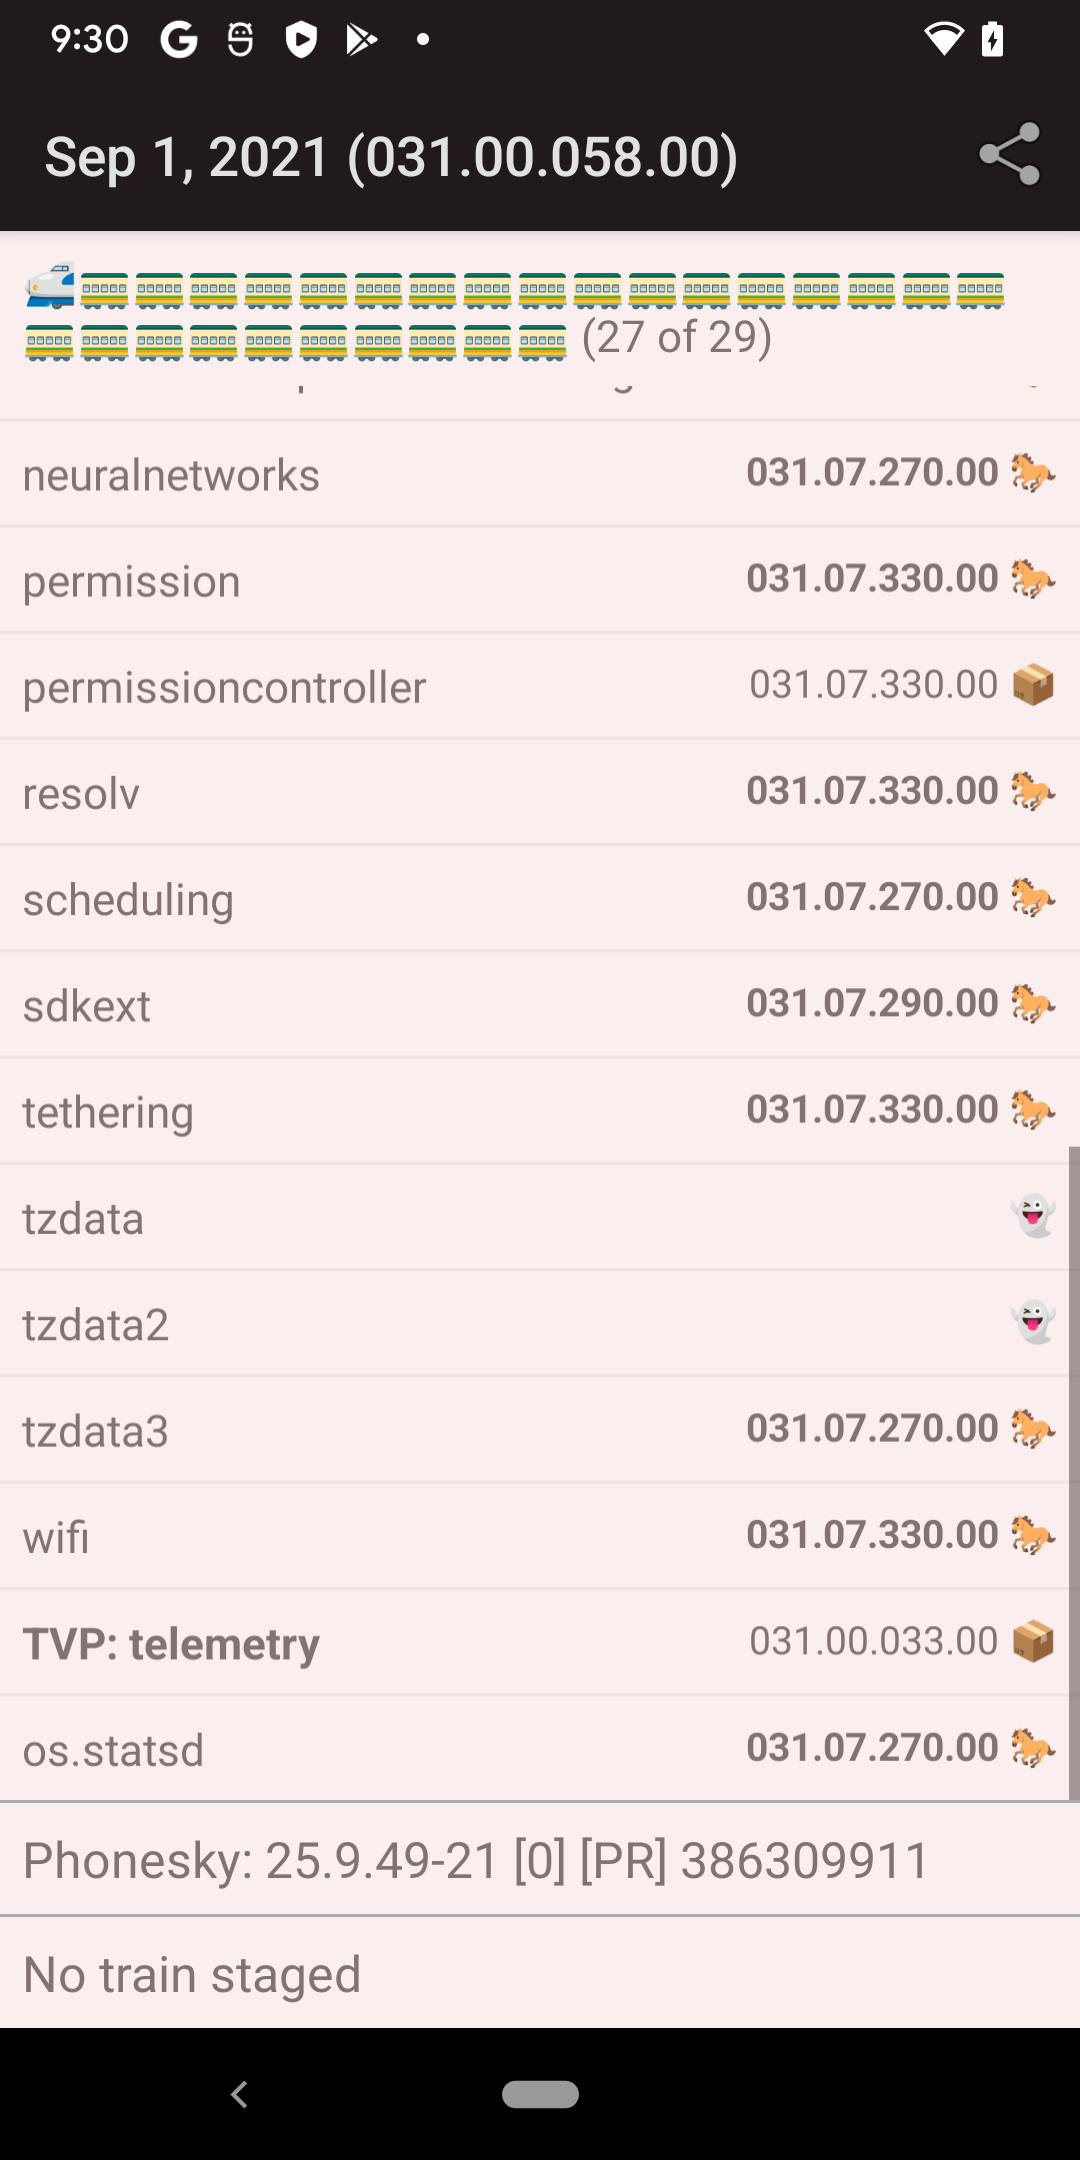 9:30
Sep 1, 2021 (031.00.058.00)
(27 of 29)
neuralnetworks 031.07.270.00
permission 031.07.330.00
permissioncontroller 031.07.330.00
resolv 031.07.330.00
scheduling 031.07.270.00
sdkext 031.07.290.00
tethering 031.07.330.00
tzdata
tzdata2
tzdata3 031.07.270.00
wifi 031.07.330.00
TVP: telemetry 031.00.033.00
os.statsd 031.07.270.00
Phonesky: 25.9.49-21 [0] [PR] 386309911
No train staged